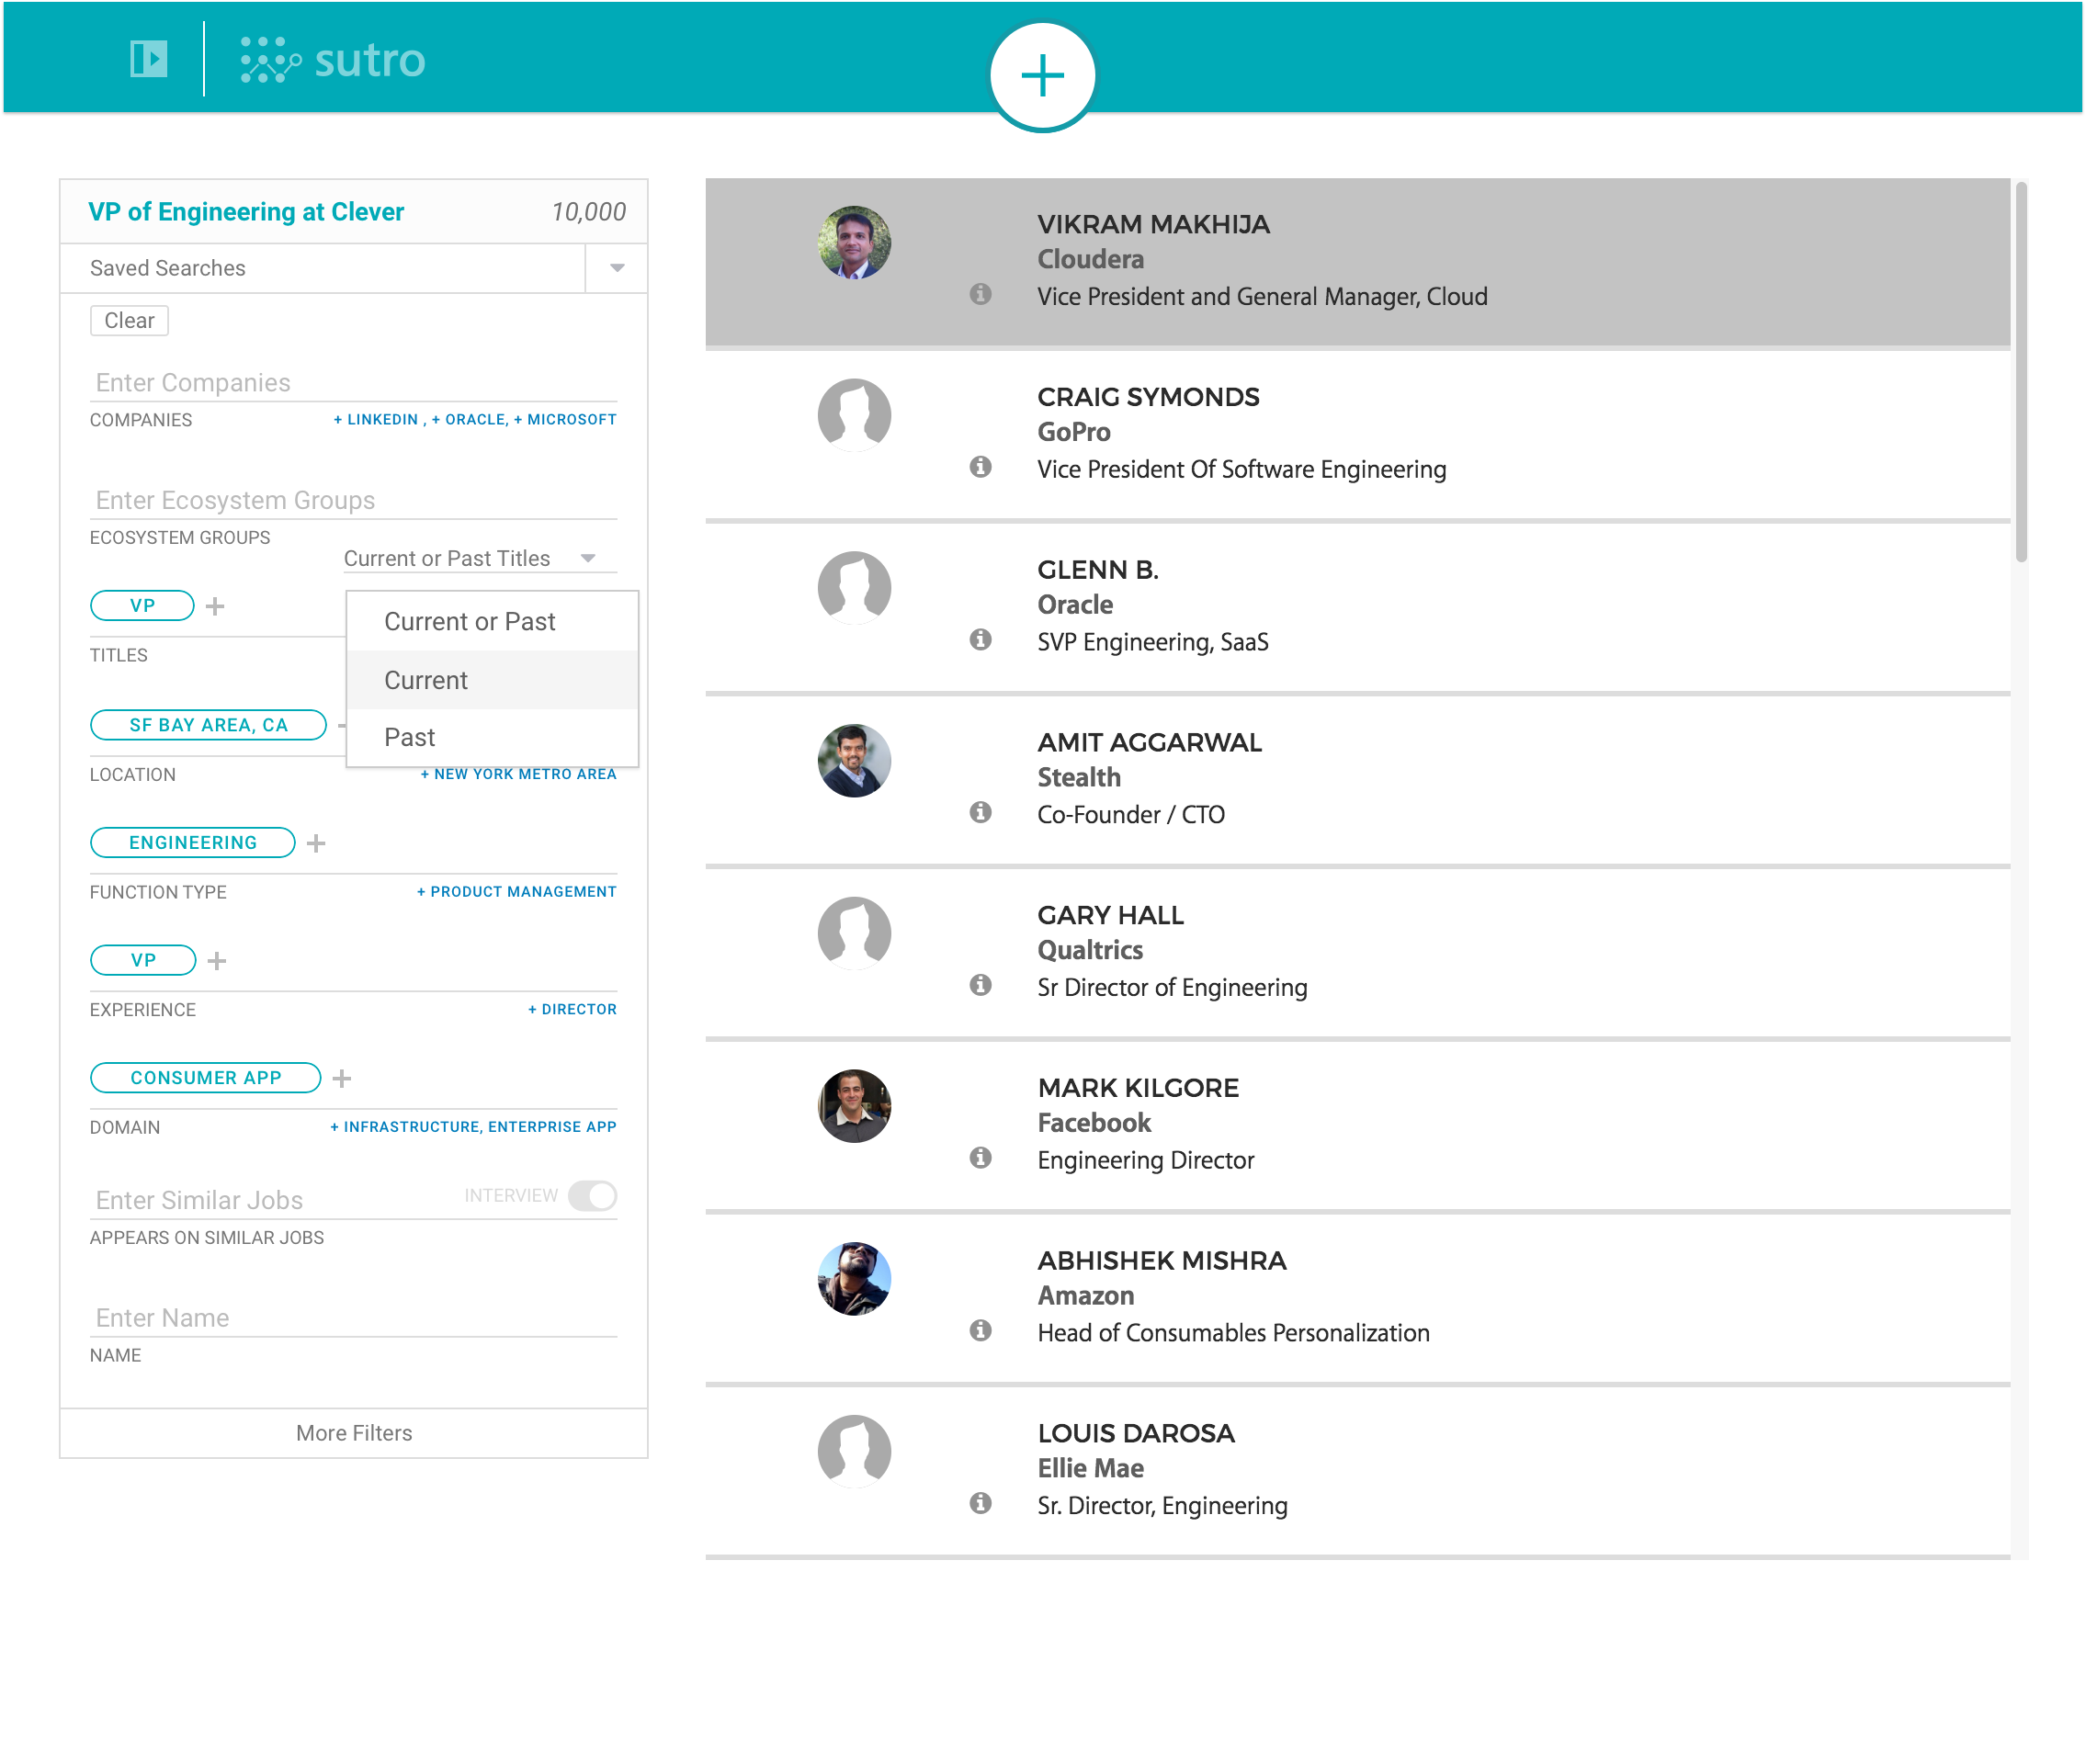 sutro
VP of Engineering at Clever 10,000
Saved Searches
Clear
Enter Companies
COMPANIES + LINKEDIN , + ORACLE, + MICROSOFT
Enter Ecosystem Groups
ECOSYSTEM GROUPS
Current or Past Titles
VP
TITLES
Current or Past
Current
Past
SF BAY AREA, CA
LOCATION + NEW YORK METRO AREA
ENGINEERING
FUNCTION TYPE + PRODUCT MANAGEMENT
VP
EXPERIENCE + DIRECTOR
CONSUMER APP
DOMAIN + INFRASTRUCTURE, ENTERPRISE APP
Enter Similar Jobs INTERVIEW
APPEARS ON SIMILAR JOBS
Enter Name
NAME
More Filters
VIKRAM MAKHIJA
Cloudera
Vice President and General Manager, Cloud
CRAIG SYMONDS
GoPro
Vice President Of Software Engineering
GLENN B.
Oracle
SVP Engineering, SaaS
AMIT AGGARWAL
Stealth
Co-Founder / CTO
GARY HALL
Qualtrics
Sr Director of Engineering
MARK KILGORE
Facebook
Engineering Director
ABHISHEK MISHRA
Amazon
Head of Consumables Personalization
LOUIS DAROSA
Ellie Mae
Sr. Director, Engineering